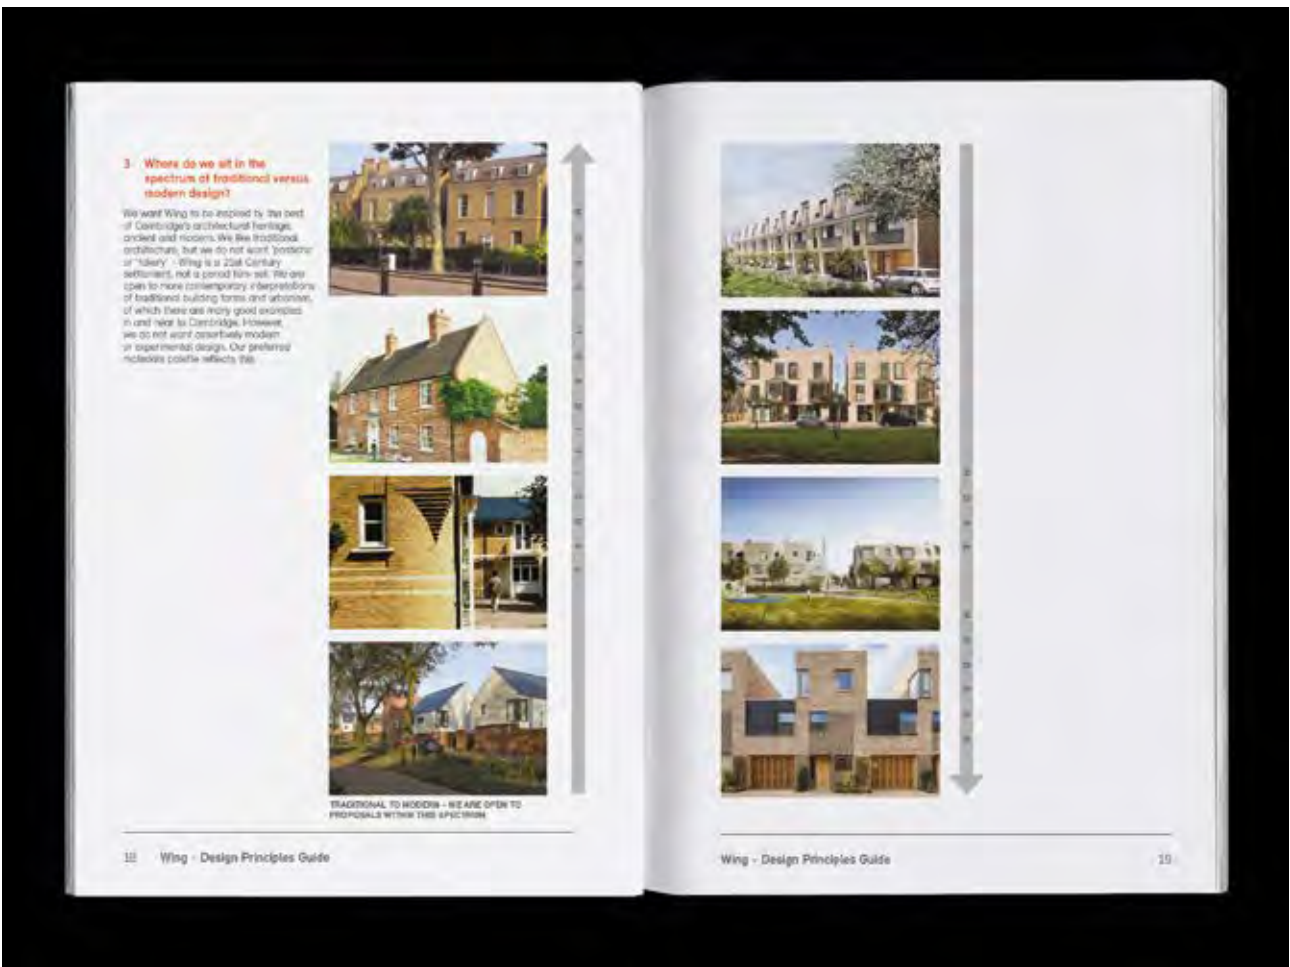 3 Where do we sit in the
spectrum of traditional versus
modern design?
We want Wing to be inspired by the best
of Cambridge's architectural heritage,
ancient and modern. We like traditional
architecture, but we do not want 'pastiche'
or 'fakery' - Wing is a 21st Century
settlement, not a period film-set. We are
open to more contemporary interpretations
of traditional building forms and urbanism,
of which there are many good examples
in and near to Cambridge. However,
we do not want assertively modern
or experimental design. Our preferred
materials palette reflects this.
MORE TRADITIONAL
TRADITIONAL TO MODERN - WE ARE OPEN TO
PROPOSALS WITHIN THIS SPECTRUM
18 Wing - Design Principles Guide
MORE MODERN
Wing - Design Principles Guide 19